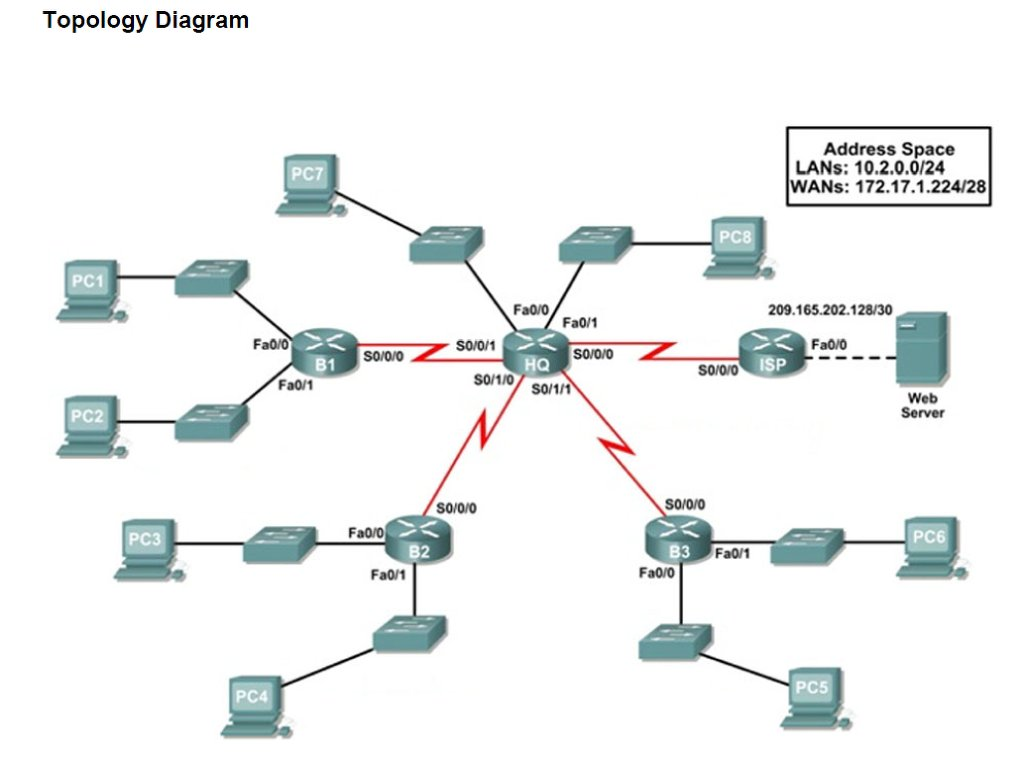 Topology Diagram
Address Space
LANs: 10.2.0.0/24
WANs: 172.17.1.224/28
PC7
PC8
PC1
209.165.202.128/30
Fa0/0
Fa0/1
Fa0/0
B1
S0/0/0
S0/0/1
HQ
S0/0/0
S0/0/0
ISP
Fa0/0
Fa0/1
S0/1/0
S0/1/1
Web
Server
PC2
S0/0/0
S0/0/0
PC3
Fa0/0
B2
Fa0/1
B3
Fa0/1
Fa0/0
PC6
PC4
PC5